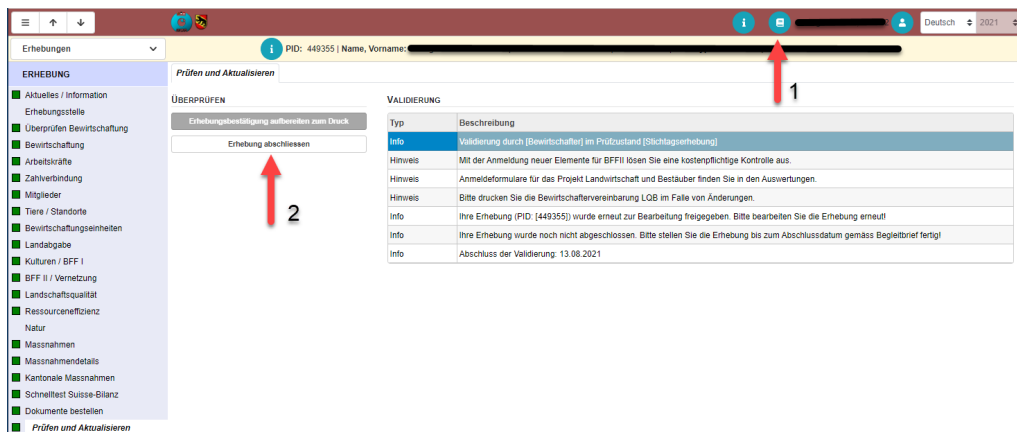 Deutsch 2021
Erhebungen
PID: 449355 | Name, Vorname:
1
ERHEBUNG
Aktuelles / Information
Erhebungsstelle
Überprüfen Bewirtschaftung
Bewirtschaftung
Arbeitskräfte
Zahlverbindung
Mitglieder
Tiere / Standorte
Bewirtschaftungseinheiten
Landabgabe
Kulturen / BFF I
BFF II / Vernetzung
Landschaftsqualität
Ressourceneffizienz
Natur
Massnahmen
Massnahmendetails
Kantonale Massnahmen
Schnelltest Suisse-Bilanz
Dokumente bestellen
Prüfen und Aktualisieren
Prüfen und Aktualisieren
ÜBERPRÜFEN
Erhebungsbestätigung aufbereiten zum Druck
Erhebung abschliessen
2
VALIDIERUNG
Typ Beschreibung
Info Validierung durch [Bewirtschafter] im Prüfzustand [Stichtagserhebung]
Hinweis Mit der Anmeldung neuer Elemente für BFFII lösen Sie eine kostenpflichtige Kontrolle aus.
Hinweis Anmeldeformulare für das Projekt Landwirtschaft und Bestäuber finden Sie in den Auswertungen.
Hinweis Bitte drucken Sie die Bewirtschaftervereinbarung LQB im Falle von Änderungen.
Info Ihre Erhebung (PID: [449355]) wurde erneut zur Bearbeitung freigegeben. Bitte bearbeiten Sie die Erhebung erneut!
Info Ihre Erhebung wurde noch nicht abgeschlossen. Bitte stellen Sie die Erhebung bis zum Abschlussdatum gemäss Begleitbrief fertig!
Info Abschluss der Validierung: 13.08.2021